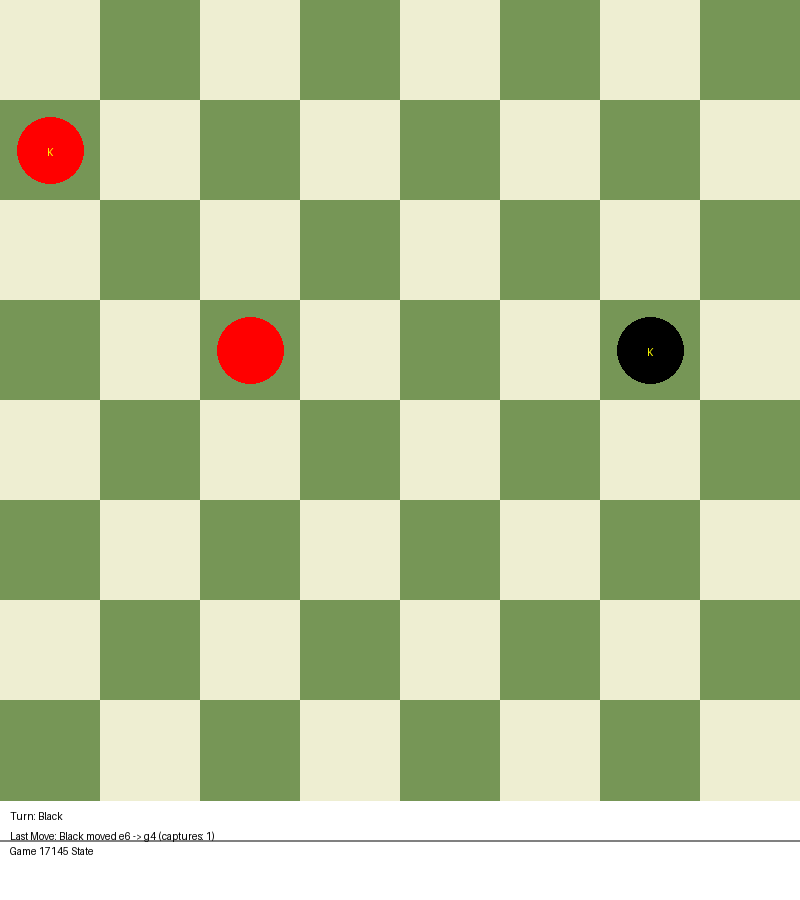 K
K
Turn: Black
Last Move: Black moved e6 -> g4 (captures: 1)
Game 17145 State